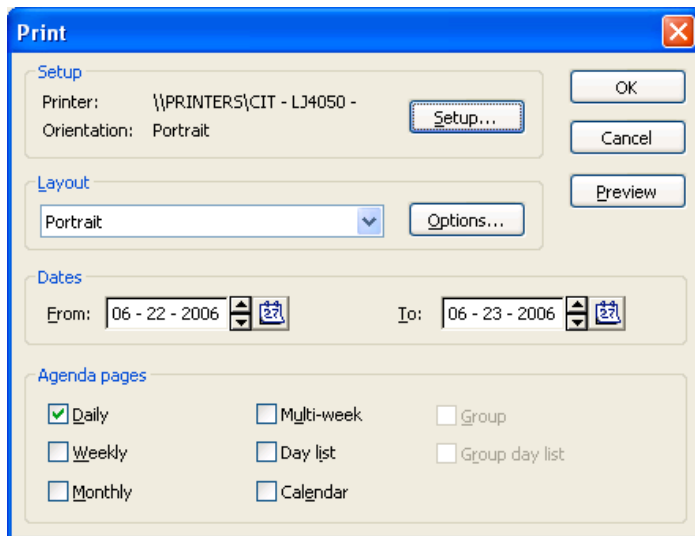 Print
Setup
OK
Printer: \\PRINTERS\CIT - LJ4050 -
Setup...
Orientation: Portrait
Cancel
Layout
Preview
Portrait
Options...
Dates
From: 06 - 22 - 2006 27 To: 06 - 23 - 2006 27
Agenda pages
Daily Multi-week Group
Weekly Day list Group day list
Monthly Calendar